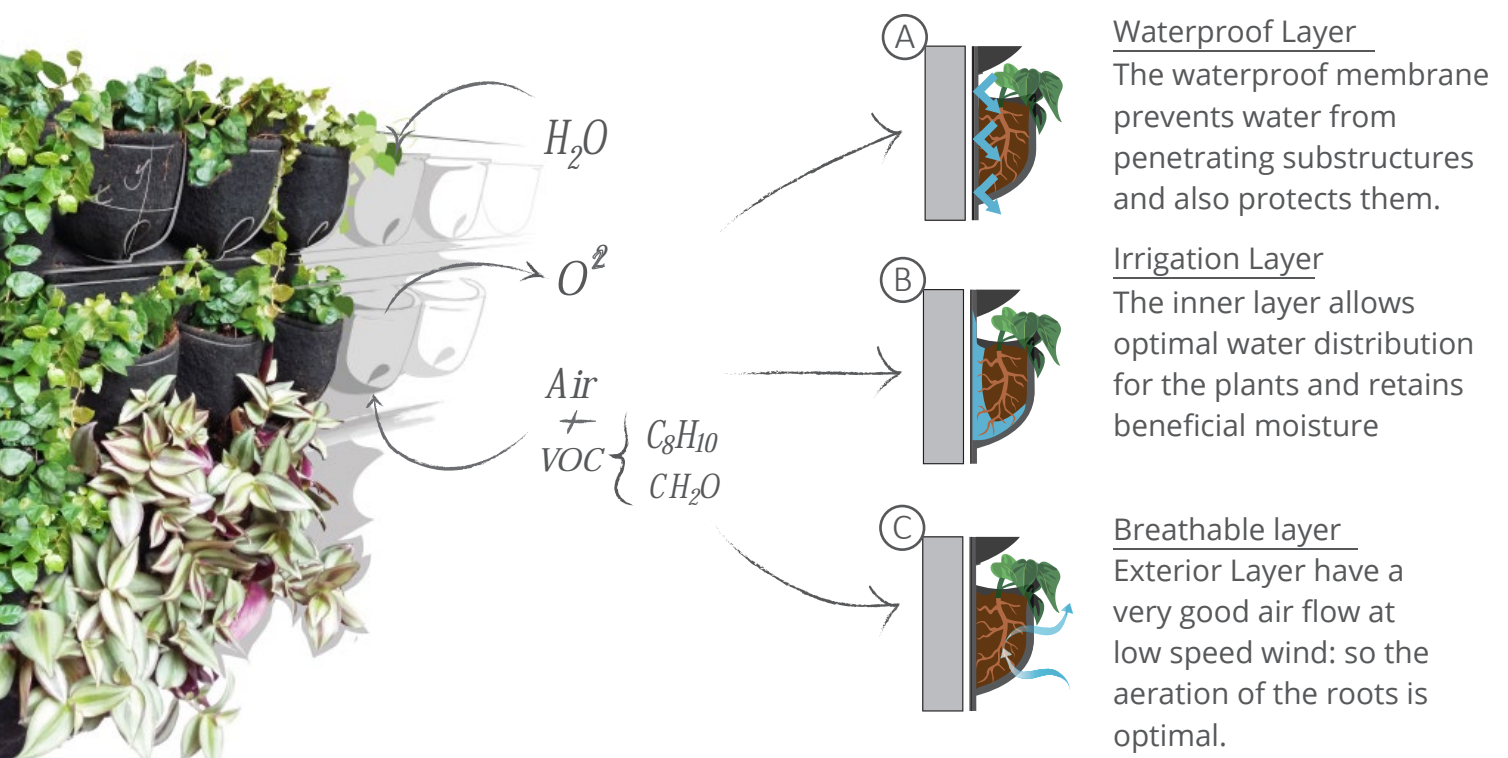 H₂O
O²
Air
+
VOC { C₈H₁₀
CH₂O
A
Waterproof Layer
The waterproof membrane
prevents water from
penetrating substructures
and also protects them.
B
Irrigation Layer
The inner layer allows
optimal water distribution
for the plants and retains
beneficial moisture
C
Breathable layer
Exterior Layer have a
very good air flow at
low speed wind: so the
aeration of the roots is
optimal.